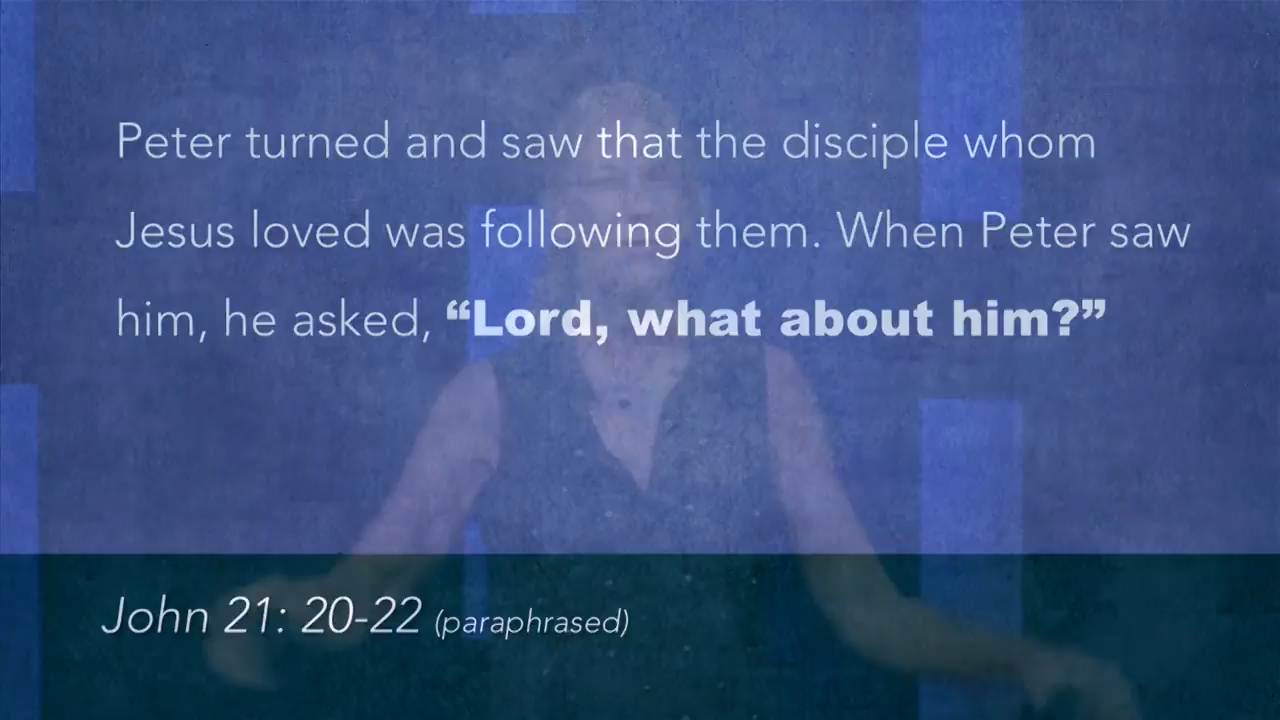 Peter turned and saw that the disciple whom
Jesus loved was following them. When Peter saw
him, he asked, “Lord, what about him?”
John 21: 20-22 (paraphrased)